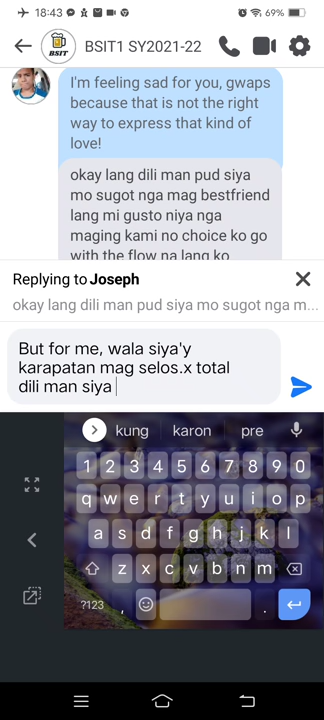 18:43
69%
BSIT
BSIT1 SY2021-22
I'm feeling sad for you, gwaps
because that is not the right
way to express that kind of
love!
okay lang dili man pud siya
mo sugot nga mag bestfriend
lang mi gusto niya nga
maging kami no choice ko go
with the flow na lang ko
Replying to Joseph
okay lang dili man pud siya mo sugot nga m...
But for me, wala siya'y
karapatan mag selos.x total
dili man siya
kung karon pre
1 2 3 4 5 6 7 8 9 0
q w e r t y u i o p
a s d f g h j k l
z x c v b n m
?123 , .